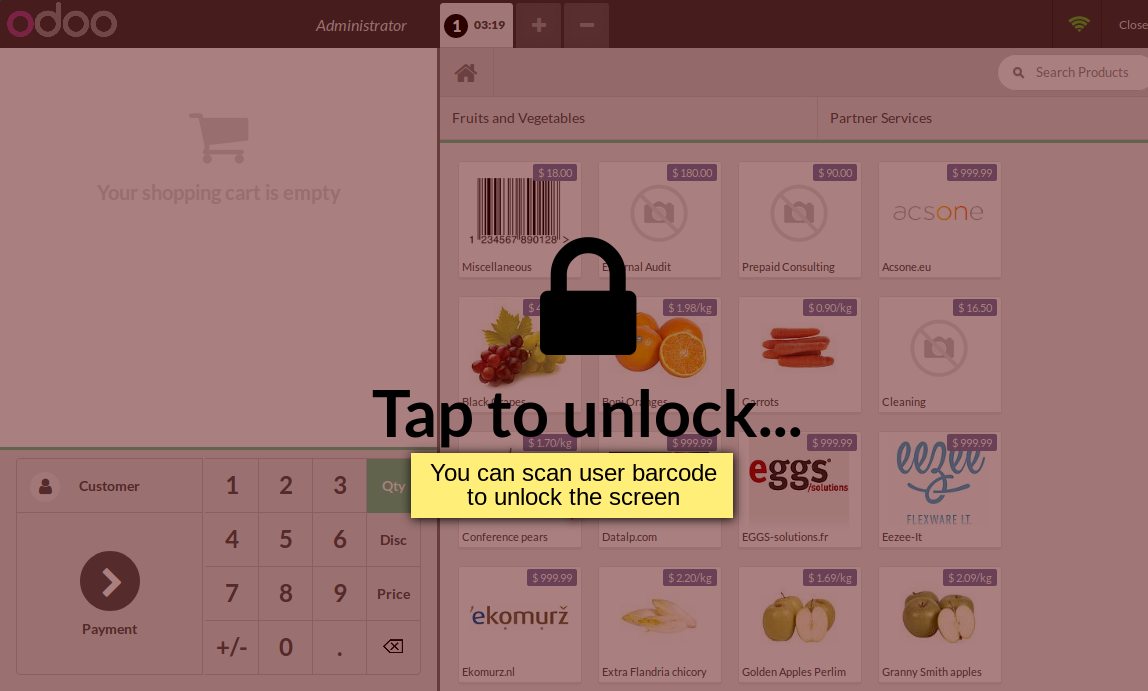 odoo
Administrator
1 03:19
+
−
Close
Search Products
Fruits and Vegetables
Partner Services
Your shopping cart is empty
$ 18.00
1 234567 890128 >
Miscellaneous
$ 180.00
External Audit
$ 90.00
Prepaid Consulting
$ 999.99
acsone
Acsone.eu
Black Grapes
$ 1.98/kg
Boni Oranges
$ 0.90/kg
Carrots
$ 16.50
Cleaning
Tap to unlock...
You can scan user barcode
to unlock the screen
$ 1.70/kg
Conference pears
$ 999.99
Datalp.com
$ 999.99
eggs
/solutions
EGGS-solutions.fr
$ 999.99
eezee
FLEXWARE I.T.
Eezee-It
$ 999.99
'ekomurž
Ekomurz.nl
$ 2.20/kg
Extra Flandria chicory
$ 1.69/kg
Golden Apples Perlim
$ 2.09/kg
Granny Smith apples
Customer
1 2 3 Qty
4 5 6 Disc
7 8 9 Price
+/- 0 .
Payment